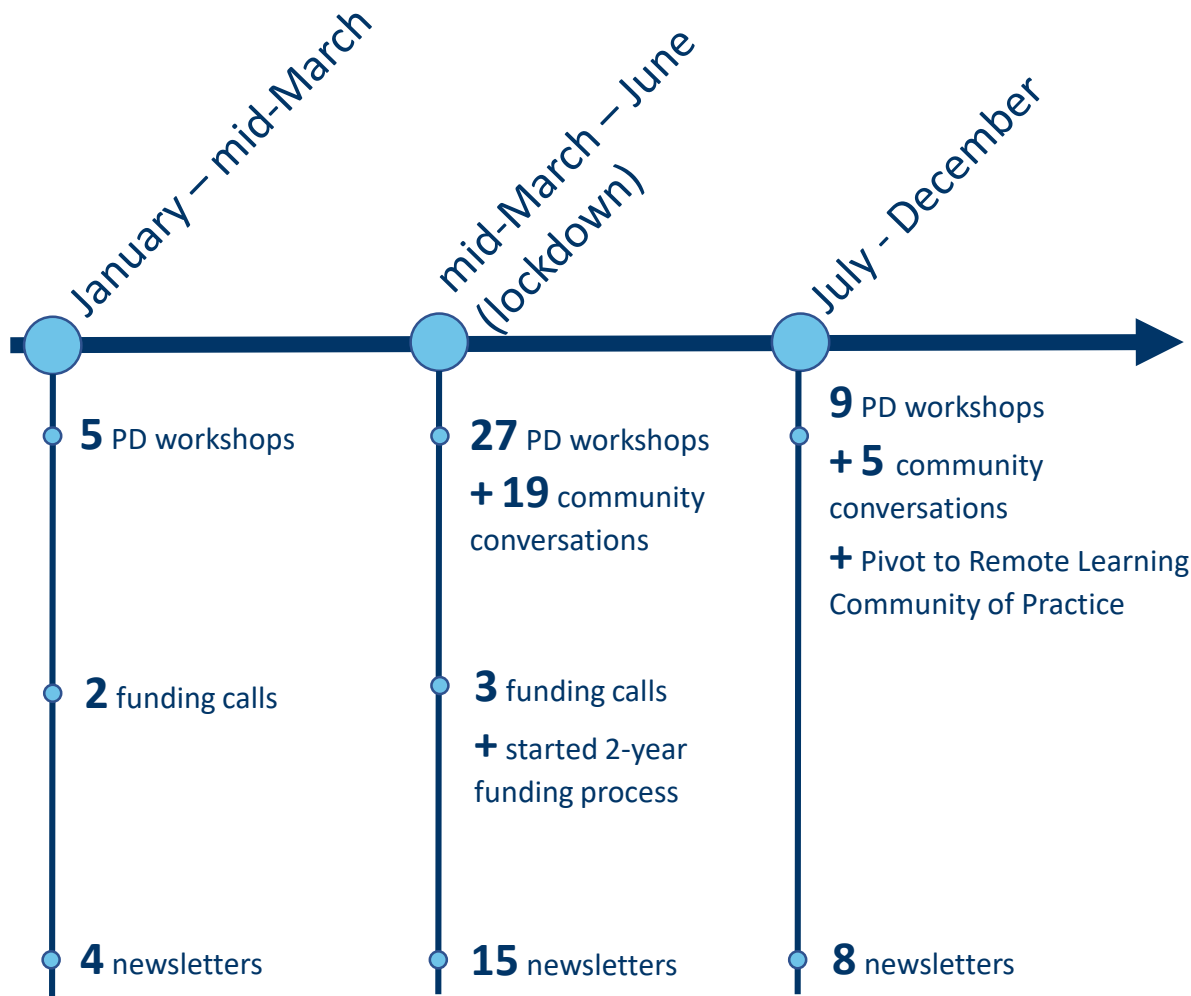 January – mid-March
mid-March – June
(lockdown)
July - December
5 PD workshops
2 funding calls
4 newsletters
27 PD workshops
+ 19 community
conversations
3 funding calls
+ started 2-year
funding process
15 newsletters
9 PD workshops
+ 5 community
conversations
+ Pivot to Remote Learning
Community of Practice
8 newsletters